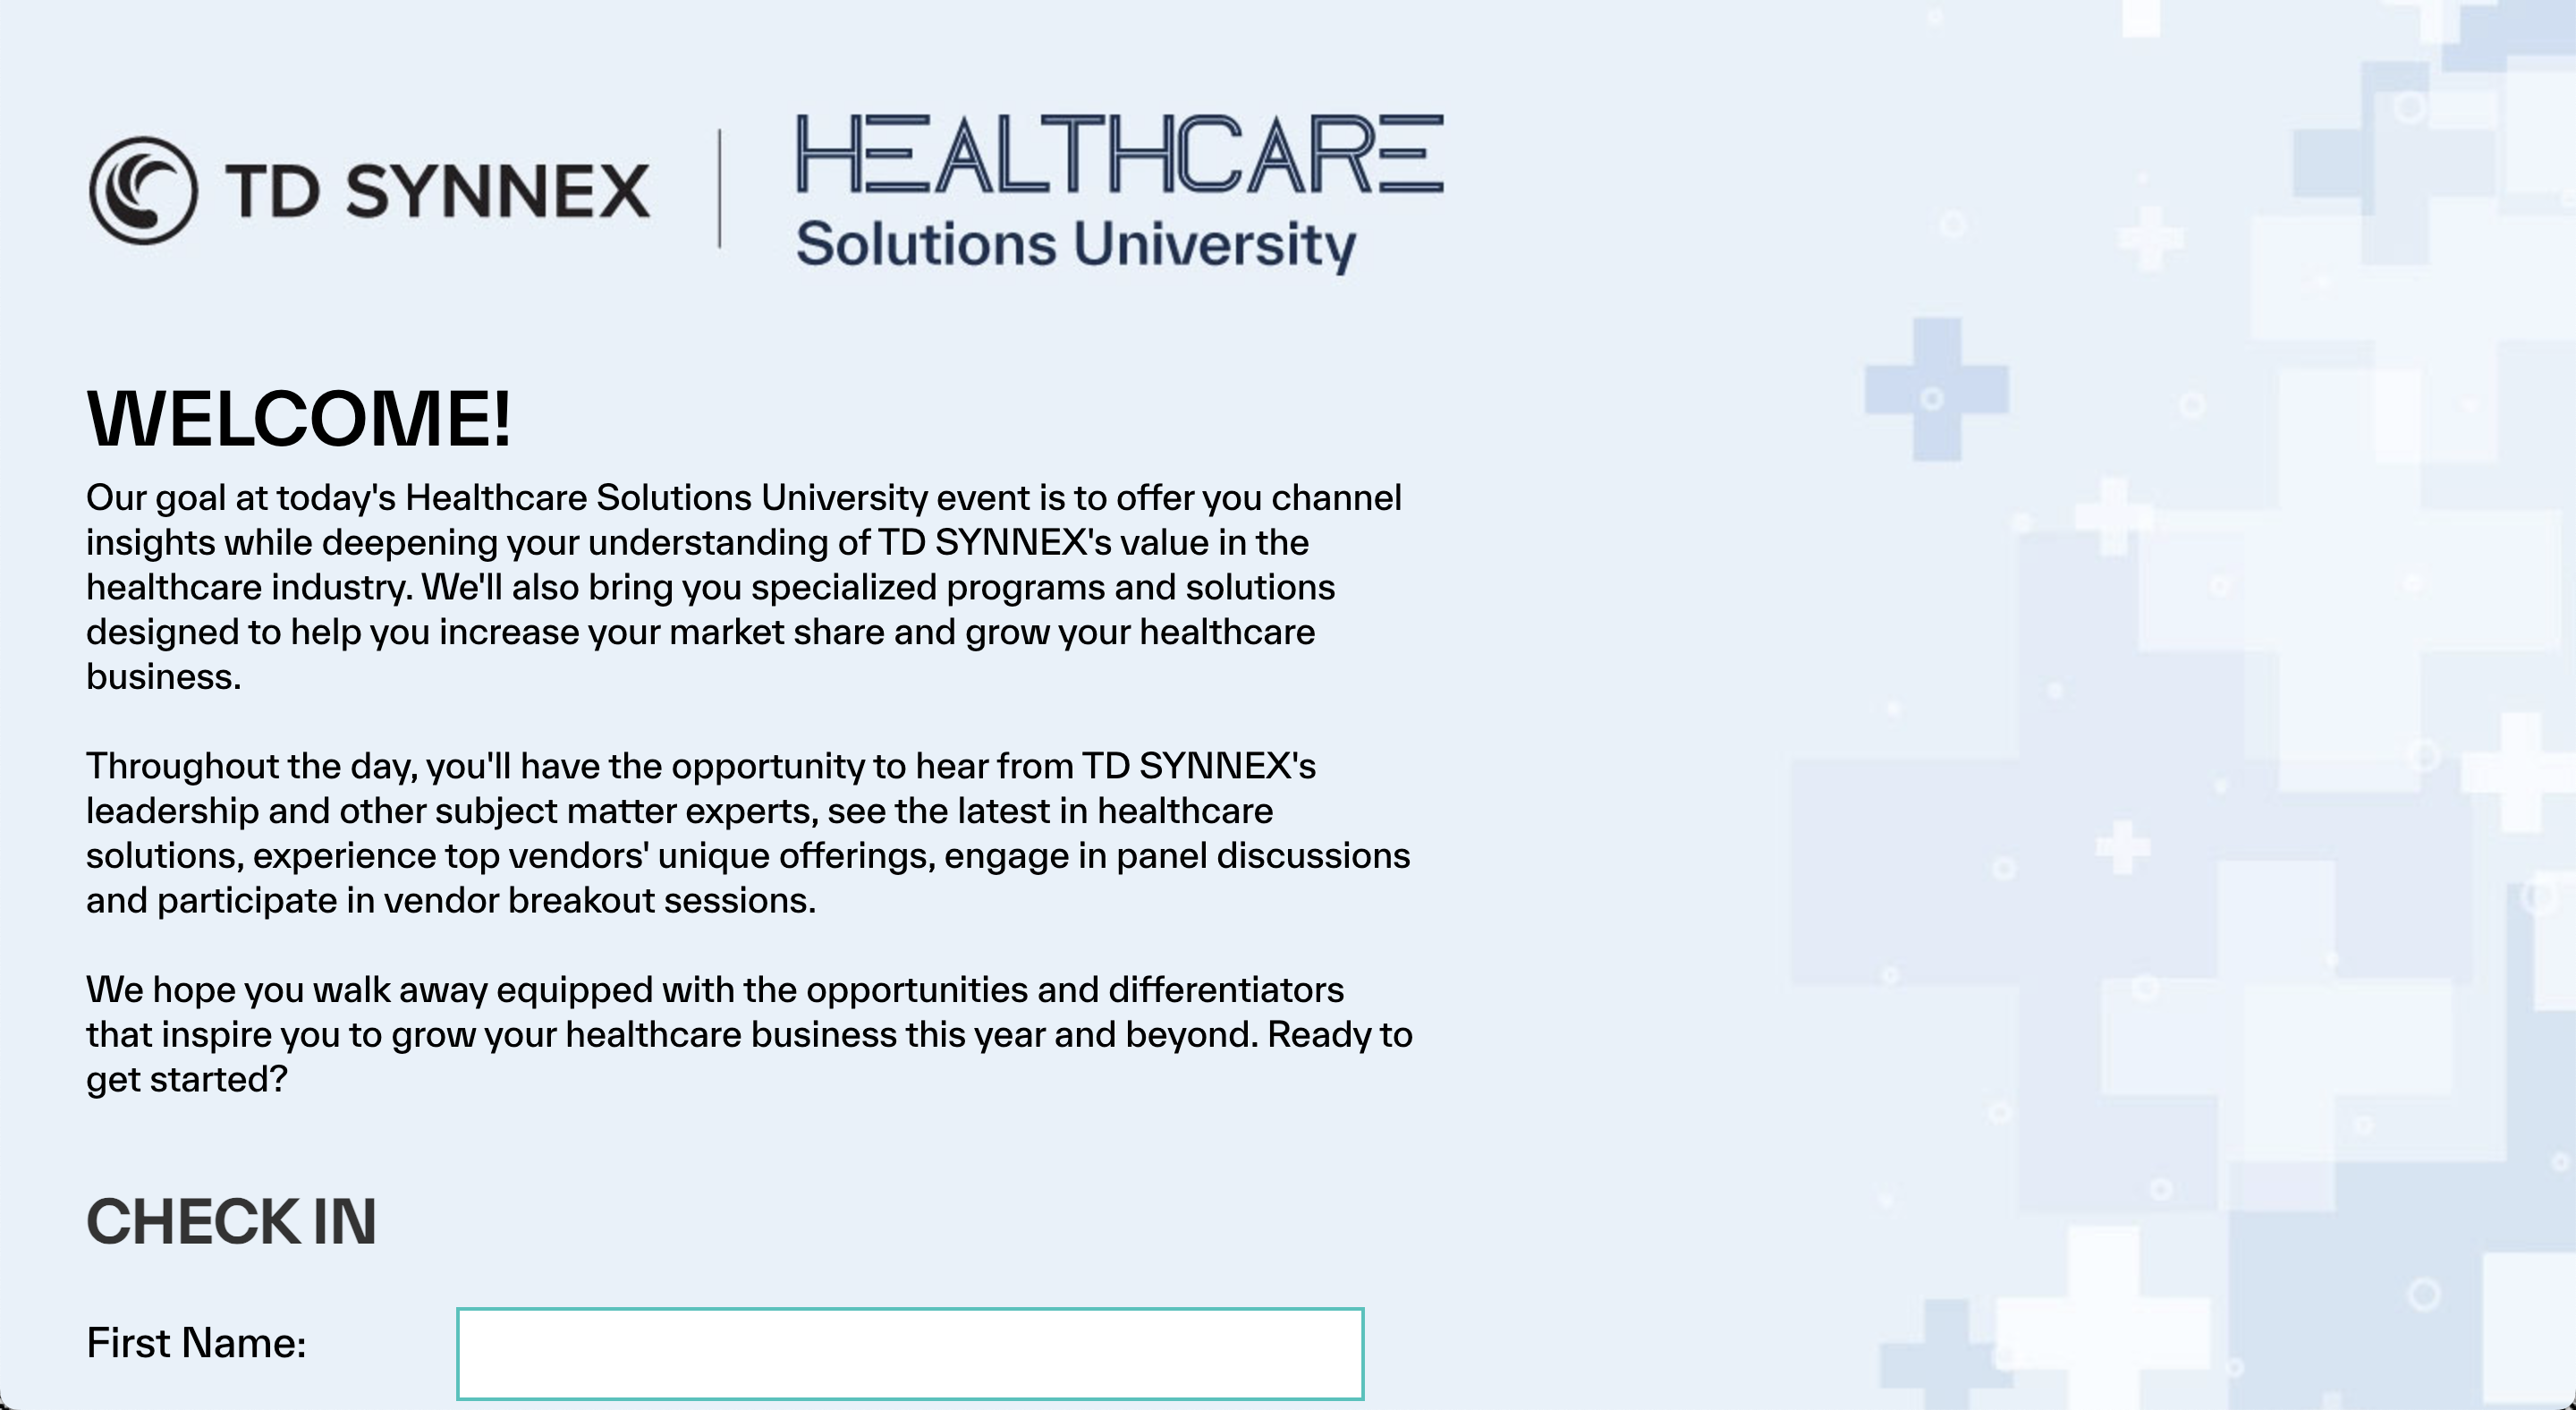 TD SYNNEX
HEALTHCARE
Solutions University
WELCOME!
Our goal at today's Healthcare Solutions University event is to offer you channel
insights while deepening your understanding of TD SYNNEX's value in the
healthcare industry. We'll also bring you specialized programs and solutions
designed to help you increase your market share and grow your healthcare
business.
Throughout the day, you'll have the opportunity to hear from TD SYNNEX's
leadership and other subject matter experts, see the latest in healthcare
solutions, experience top vendors' unique offerings, engage in panel discussions
and participate in vendor breakout sessions.
We hope you walk away equipped with the opportunities and differentiators
that inspire you to grow your healthcare business this year and beyond. Ready to
get started?
CHECK IN
First Name: